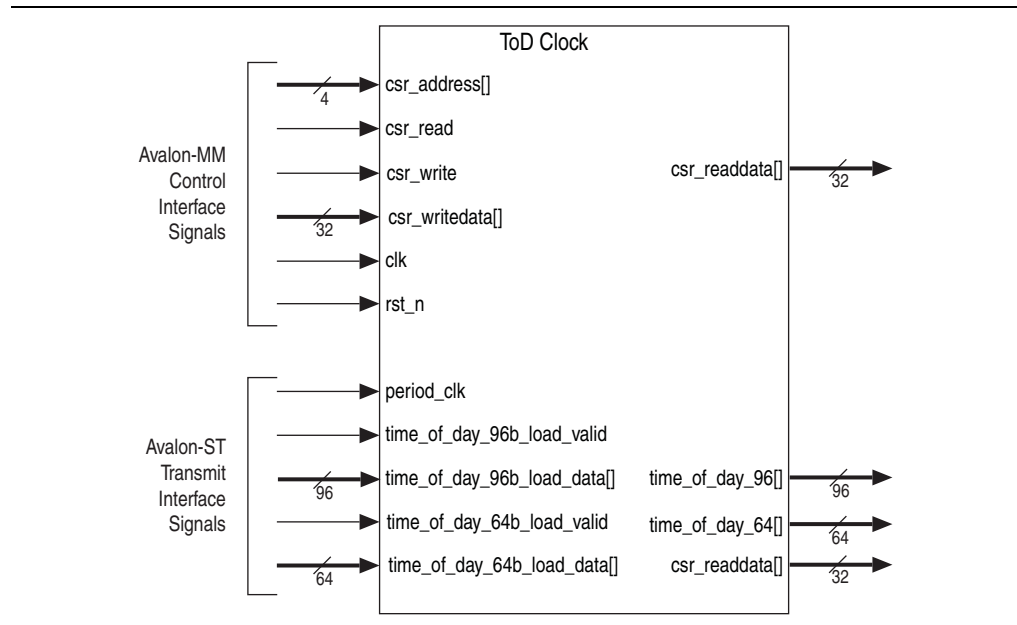 ToD Clock
Avalon-MM
Control
Interface
Signals
csr_address[]
4
csr_read
csr_write
csr_writedata[]
32
clk
rst_n
csr_readdata[]
32
Avalon-ST
Transmit
Interface
Signals
period_clk
time_of_day_96b_load_valid
time_of_day_96b_load_data[]
96
time_of_day_64b_load_valid
time_of_day_64b_load_data[]
64
time_of_day_96[]
96
time_of_day_64[]
64
csr_readdata[]
32